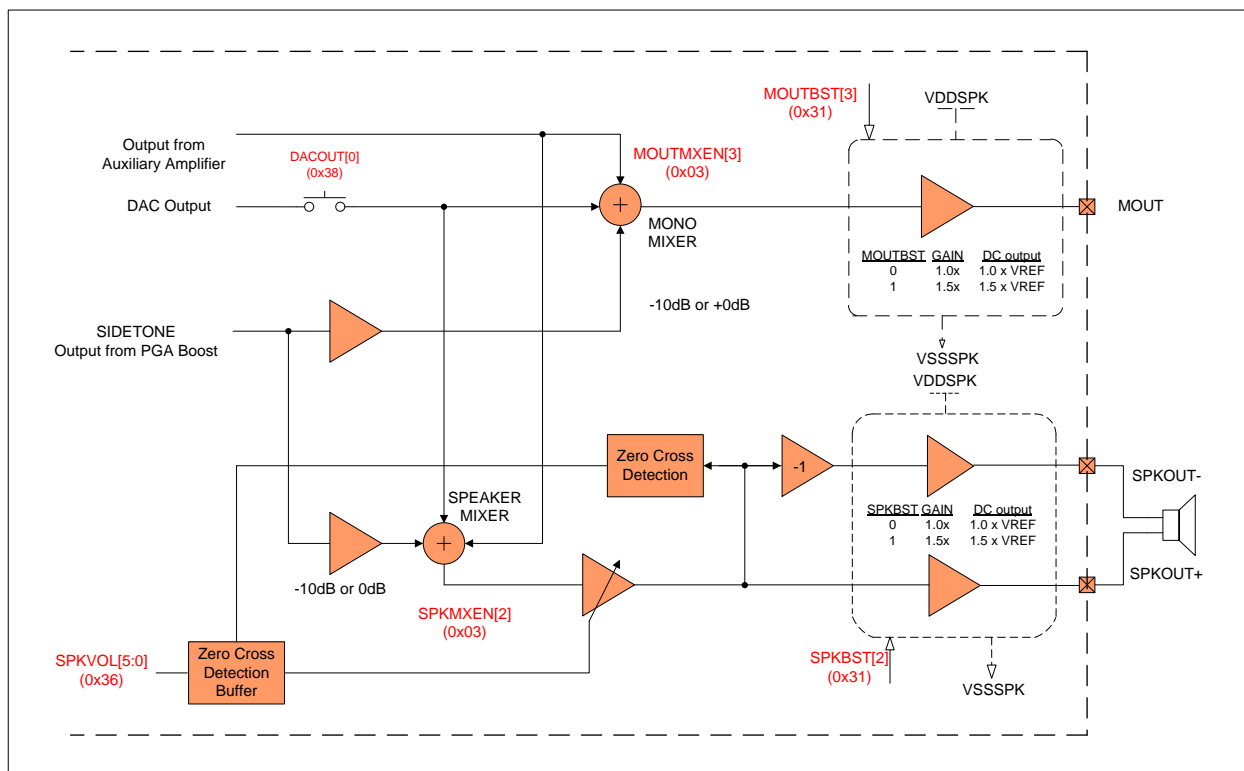 MOUTBST[3]
(0x31)
VDDSPK
Output from
Auxiliary Amplifier
DACOUT[0]
(0x38)
MOUTMXEN[3]
(0x03)
DAC Output
+
MONO
MIXER
MOUT
MOUTBST GAIN DC output
0 1.0x 1.0 x VREF
1 1.5x 1.5 x VREF
-10dB or +0dB
SIDETONE
Output from PGA Boost
VSSSPK
VDDSPK
Zero Cross
Detection
-1
SPKOUT-
SPEAKER
MIXER
+
SPKBST GAIN DC output
0 1.0x 1.0 x VREF
1 1.5x 1.5 x VREF
SPKOUT+
-10dB or 0dB
SPKMXEN[2]
(0x03)
SPKVOL[5:0]
(0x36)
Zero Cross
Detection
Buffer
SPKBST[2]
(0x31)
VSSSPK